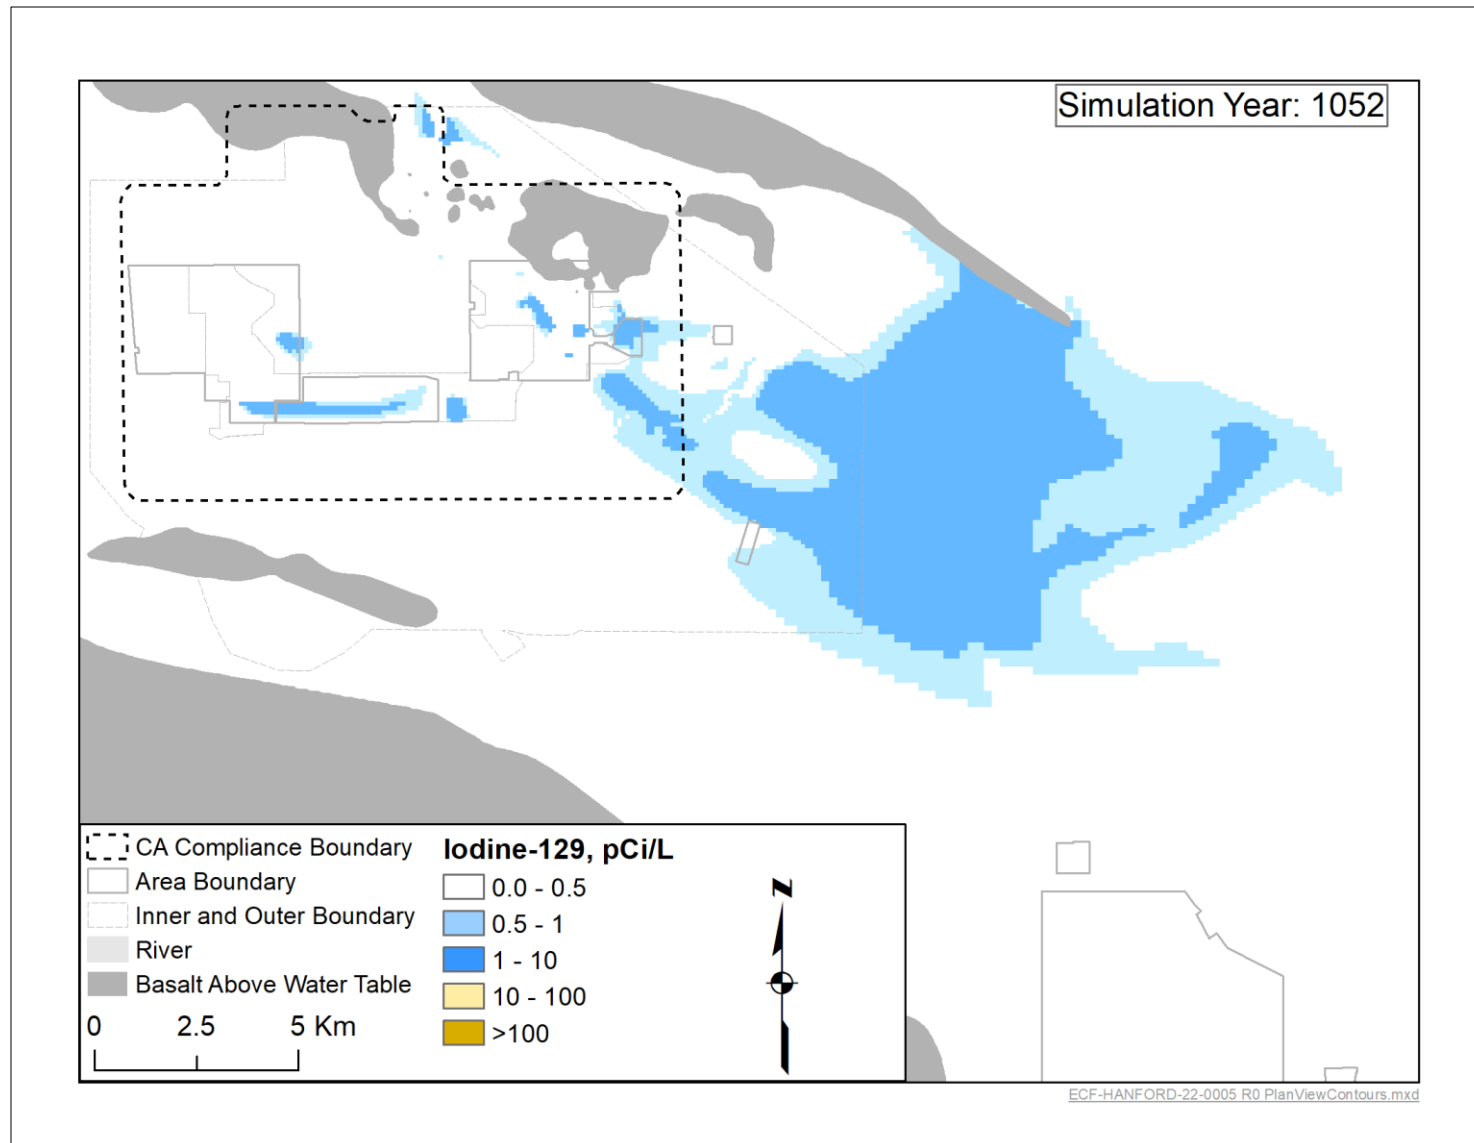 Simulation Year: 1052
CA Compliance Boundary
Area Boundary
Inner and Outer Boundary
River
Basalt Above Water Table
0 2.5 5 Km
Iodine-129, pCi/L
0.0 - 0.5
0.5 - 1
1 - 10
10 - 100
>100
N
ECF-HANFORD-22-0005 R0 PlanViewContours.mxd